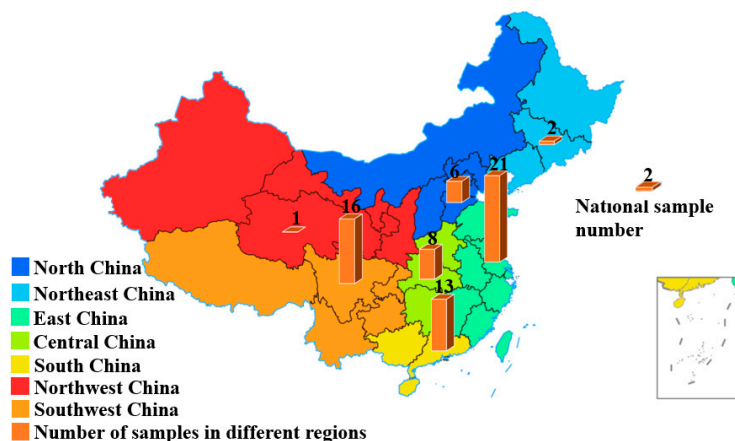 2
6
21
2
16
1
National sample
number
8
13
North China
Northeast China
East China
Central China
South China
Northwest China
Southwest China
Number of samples in different regions